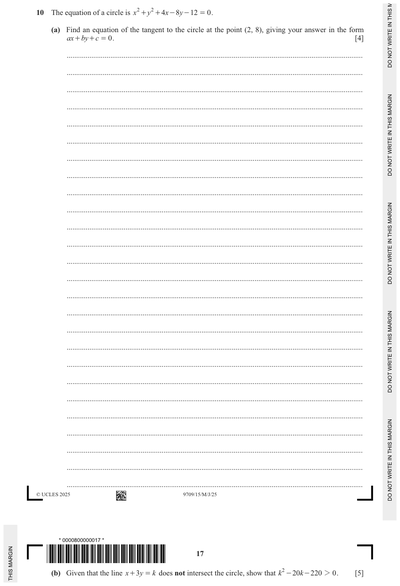 10 The equation of a circle is x² + y² + 4x − 8y − 12 = 0.
(a) Find an equation of the tangent to the circle at the point (2, 8), giving your answer in the form
ax + by + c = 0. [4]
© UCLES 2025 9709/15/M/J/25
* 0000800000017 *
17
(b) Given that the line x + 3y = k does not intersect the circle, show that k² − 20k − 220 > 0. [5]
DO NOT WRITE IN THIS M
DO NOT WRITE IN THIS MARGIN
DO NOT WRITE IN THIS MARGIN
DO NOT WRITE IN THIS MARGIN
DO NOT WRITE IN THIS MARGIN
THIS MARGIN